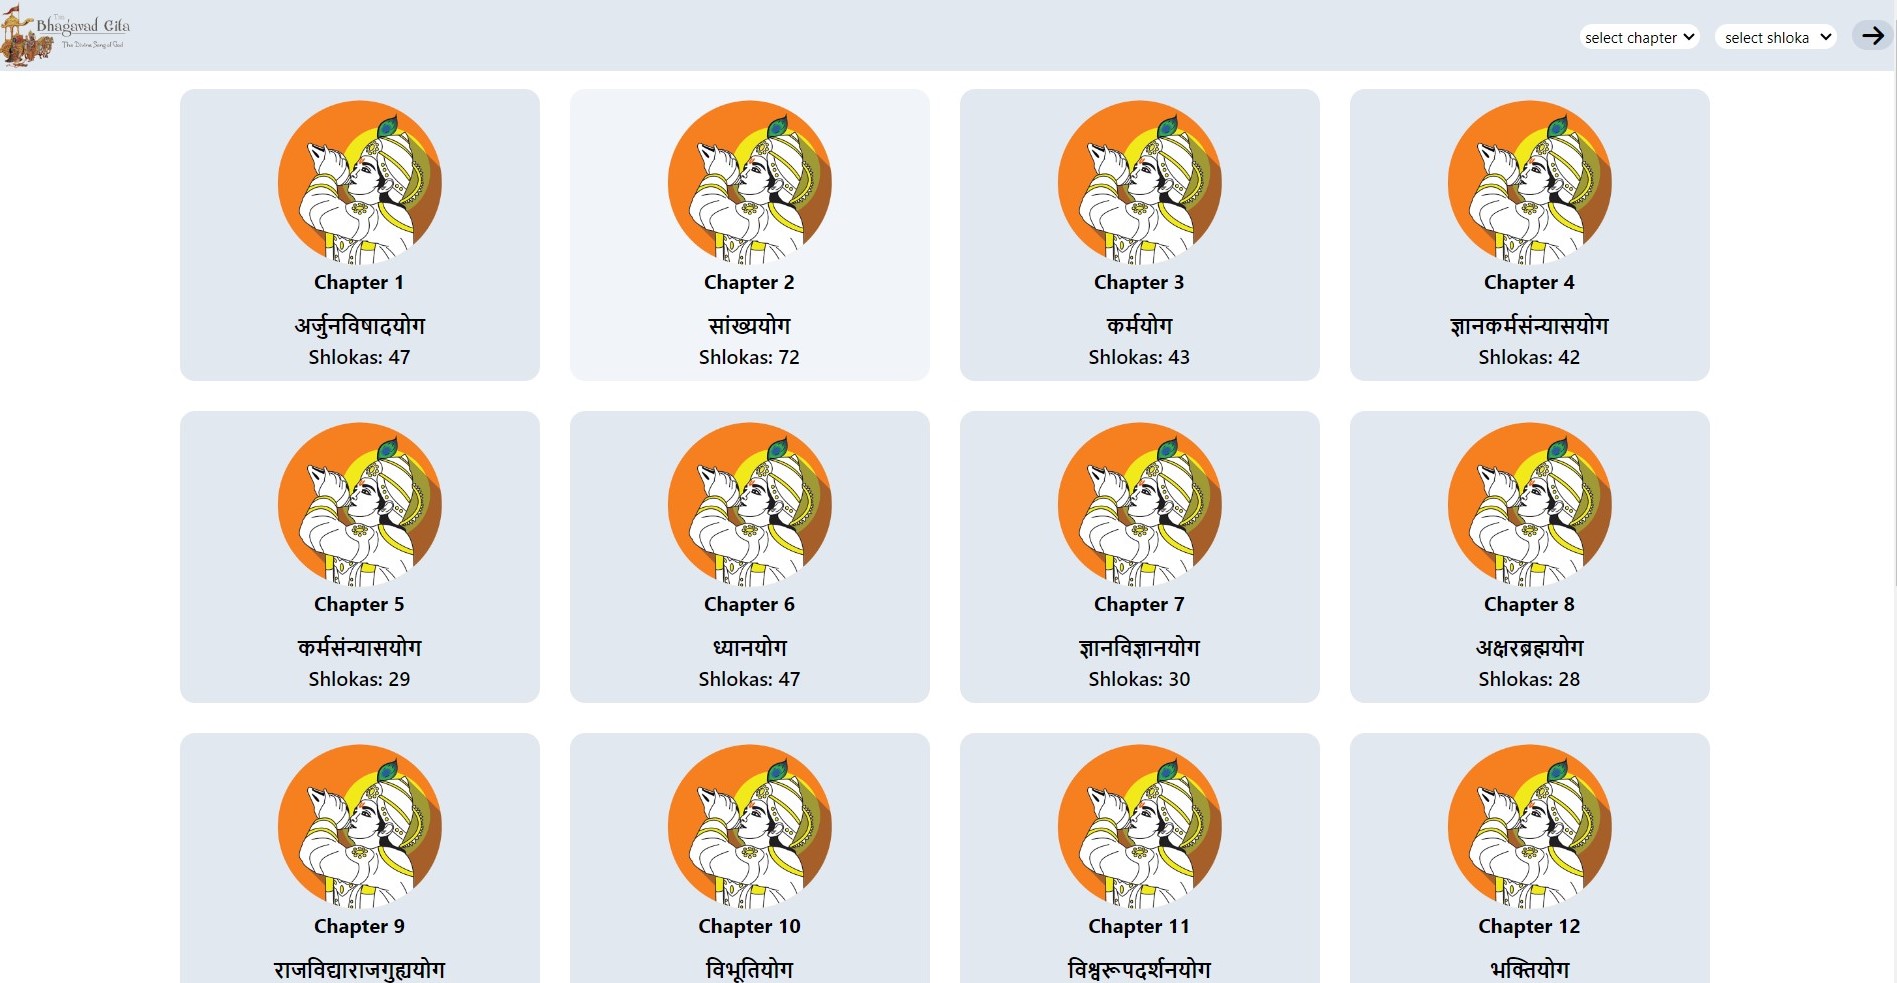 The
Bhagavad Gita
The Divine Song of God
select chapter
select shloka
Chapter 1
अर्जुनविषादयोग
Shlokas: 47
Chapter 2
सांख्ययोग
Shlokas: 72
Chapter 3
कर्मयोग
Shlokas: 43
Chapter 4
ज्ञानकर्मसंन्यासयोग
Shlokas: 42
Chapter 5
कर्मसंन्यासयोग
Shlokas: 29
Chapter 6
ध्यानयोग
Shlokas: 47
Chapter 7
ज्ञानविज्ञानयोग
Shlokas: 30
Chapter 8
अक्षरब्रह्मयोग
Shlokas: 28
Chapter 9
राजविद्याराजगुह्ययोग
Chapter 10
विभूतियोग
Chapter 11
विश्वरूपदर्शनयोग
Chapter 12
भक्तियोग